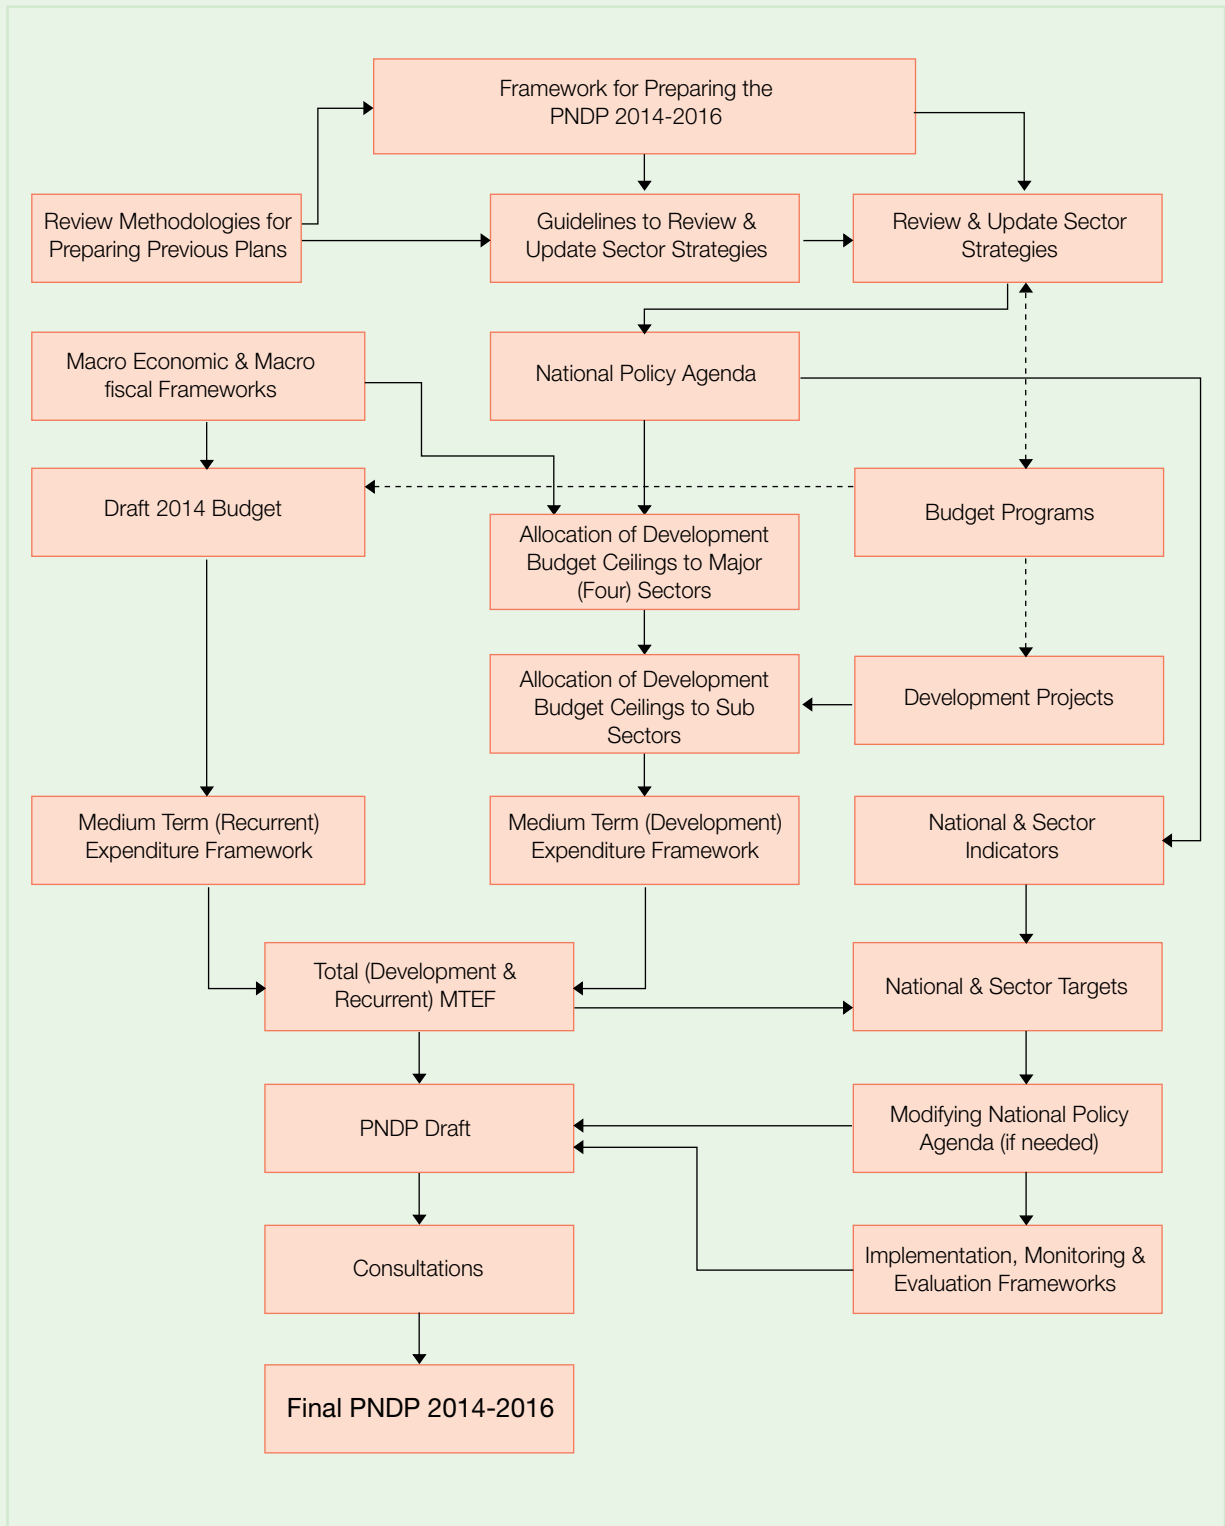 Framework for Preparing the
PNDP 2014-2016
Review Methodologies for
Preparing Previous Plans
Guidelines to Review &
Update Sector Strategies
Review & Update Sector
Strategies
Macro Economic & Macro
fiscal Frameworks
National Policy Agenda
Draft 2014 Budget
Budget Programs
Allocation of Development
Budget Ceilings to Major
(Four) Sectors
Allocation of Development
Budget Ceilings to Sub
Sectors
Development Projects
Medium Term (Recurrent)
Expenditure Framework
Medium Term (Development)
Expenditure Framework
National & Sector
Indicators
Total (Development &
Recurrent) MTEF
National & Sector Targets
PNDP Draft
Modifying National Policy
Agenda (if needed)
Consultations
Implementation, Monitoring &
Evaluation Frameworks
Final PNDP 2014-2016